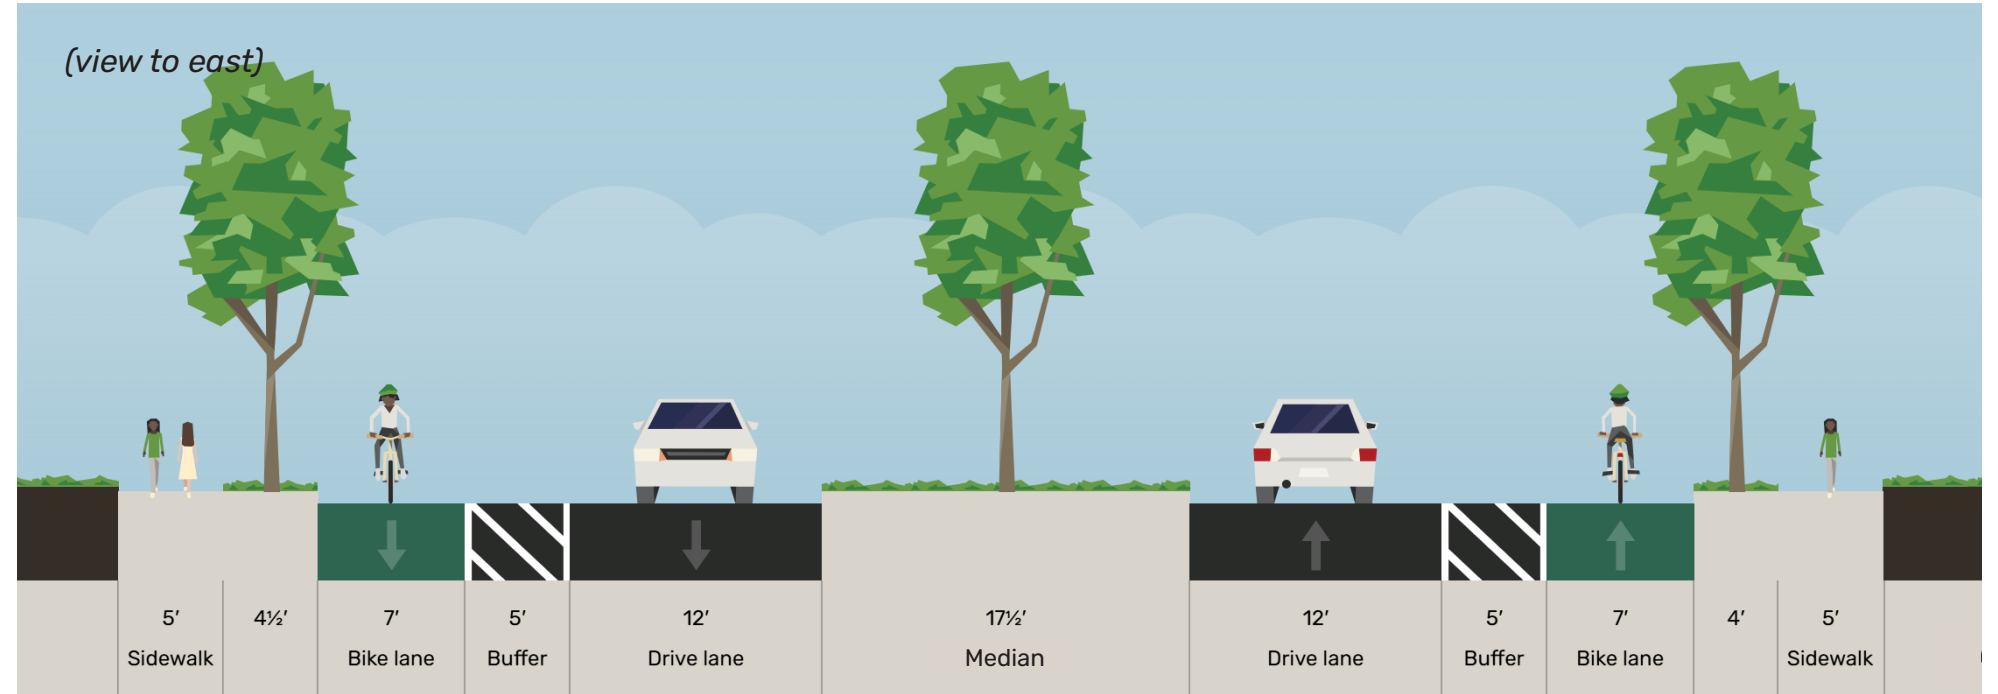 (view to east)
5′ 4½′ 7′ 5′ 12′ 17½′ 12′ 5′ 7′ 4′ 5′
Sidewalk Bike lane Buffer Drive lane Median Drive lane Buffer Bike lane Sidewalk